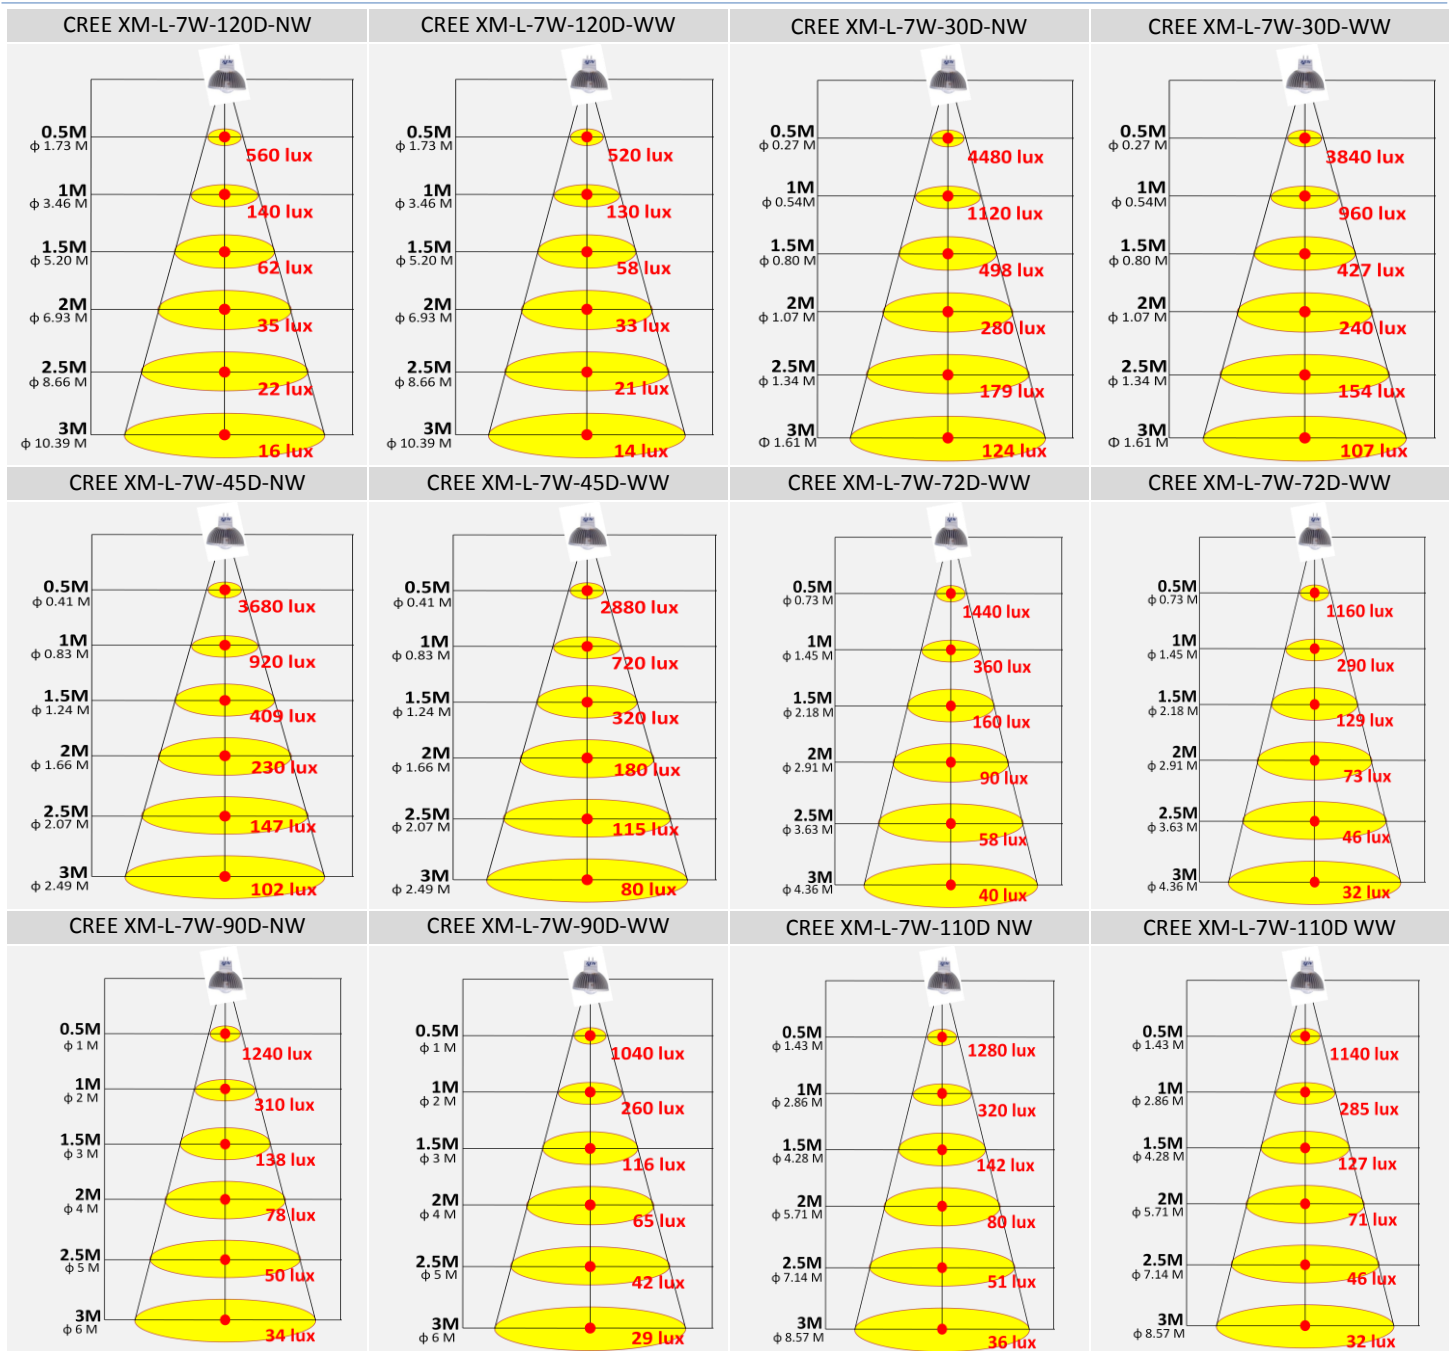 CREE XM-L-7W-120D-NW
0.5M
ϕ 1.73 M
560 lux
1M
ϕ 3.46 M
140 lux
1.5M
ϕ 5.20 M
62 lux
2M
ϕ 6.93 M
35 lux
2.5M
ϕ 8.66 M
22 lux
3M
ϕ 10.39 M
16 lux
CREE XM-L-7W-120D-WW
0.5M
ϕ 1.73 M
520 lux
1M
ϕ 3.46 M
130 lux
1.5M
ϕ 5.20 M
58 lux
2M
ϕ 6.93 M
33 lux
2.5M
ϕ 8.66 M
21 lux
3M
ϕ 10.39 M
14 lux
CREE XM-L-7W-30D-NW
0.5M
ϕ 0.27 M
4480 lux
1M
ϕ 0.54M
1120 lux
1.5M
ϕ 0.80 M
498 lux
2M
ϕ 1.07 M
280 lux
2.5M
ϕ 1.34 M
179 lux
3M
Φ 1.61 M
124 lux
CREE XM-L-7W-30D-WW
0.5M
ϕ 0.27 M
3840 lux
1M
ϕ 0.54M
960 lux
1.5M
ϕ 0.80 M
427 lux
2M
ϕ 1.07 M
240 lux
2.5M
ϕ 1.34 M
154 lux
3M
Φ 1.61 M
107 lux
CREE XM-L-7W-45D-NW
0.5M
ϕ 0.41 M
3680 lux
1M
ϕ 0.83 M
920 lux
1.5M
ϕ 1.24 M
409 lux
2M
ϕ 1.66 M
230 lux
2.5M
ϕ 2.07 M
147 lux
3M
ϕ 2.49 M
102 lux
CREE XM-L-7W-45D-WW
0.5M
ϕ 0.41 M
2880 lux
1M
ϕ 0.83 M
720 lux
1.5M
ϕ 1.24 M
320 lux
2M
ϕ 1.66 M
180 lux
2.5M
ϕ 2.07 M
115 lux
3M
ϕ 2.49 M
80 lux
CREE XM-L-7W-72D-WW
0.5M
ϕ 0.73 M
1440 lux
1M
ϕ 1.45 M
360 lux
1.5M
ϕ 2.18 M
160 lux
2M
ϕ 2.91 M
90 lux
2.5M
ϕ 3.63 M
58 lux
3M
ϕ 4.36 M
40 lux
CREE XM-L-7W-72D-WW
0.5M
ϕ 0.73 M
1160 lux
1M
ϕ 1.45 M
290 lux
1.5M
ϕ 2.18 M
129 lux
2M
ϕ 2.91 M
73 lux
2.5M
ϕ 3.63 M
46 lux
3M
ϕ 4.36 M
32 lux
CREE XM-L-7W-90D-NW
0.5M
ϕ 1 M
1240 lux
1M
ϕ 2 M
310 lux
1.5M
ϕ 3 M
138 lux
2M
ϕ 4 M
78 lux
2.5M
ϕ 5 M
50 lux
3M
ϕ 6 M
34 lux
CREE XM-L-7W-90D-WW
0.5M
ϕ 1 M
1040 lux
1M
ϕ 2 M
260 lux
1.5M
ϕ 3 M
116 lux
2M
ϕ 4 M
65 lux
2.5M
ϕ 5 M
42 lux
3M
ϕ 6 M
29 lux
CREE XM-L-7W-110D NW
0.5M
ϕ 1.43 M
1280 lux
1M
ϕ 2.86 M
320 lux
1.5M
ϕ 4.28 M
142 lux
2M
ϕ 5.71 M
80 lux
2.5M
ϕ 7.14 M
51 lux
3M
ϕ 8.57 M
36 lux
CREE XM-L-7W-110D WW
0.5M
ϕ 1.43 M
1140 lux
1M
ϕ 2.86 M
285 lux
1.5M
ϕ 4.28 M
127 lux
2M
ϕ 5.71 M
71 lux
2.5M
ϕ 7.14 M
46 lux
3M
ϕ 8.57 M
32 lux